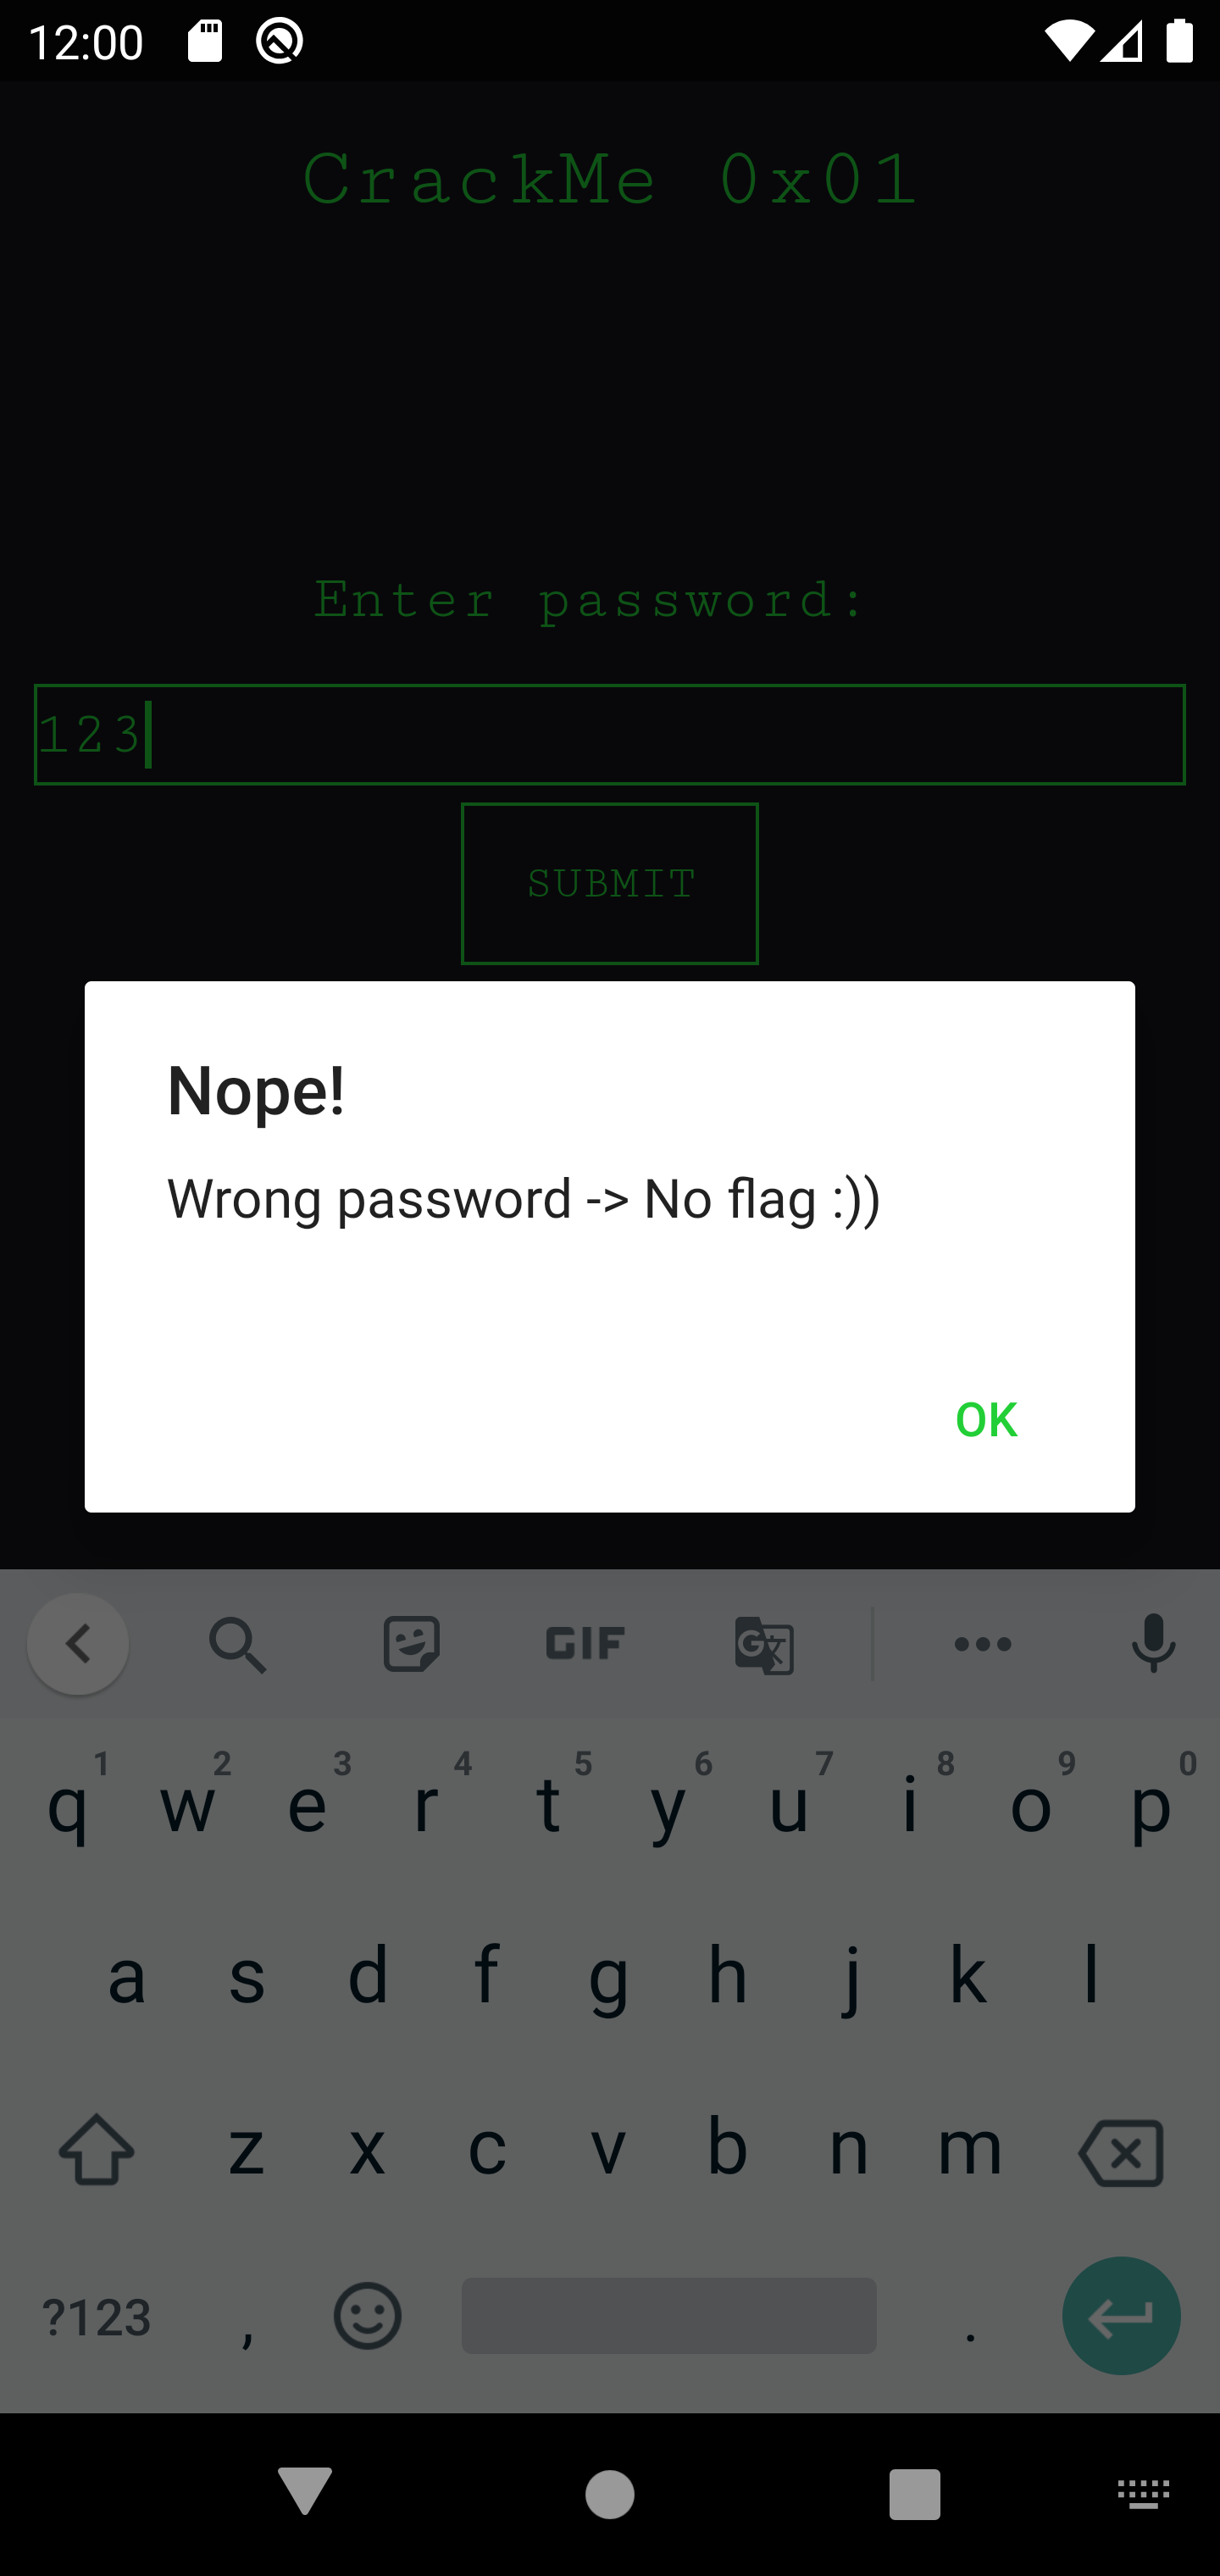 12:00
CrackMe 0x01
Enter password:
123
SUBMIT
Nope!
Wrong password -> No flag :))
OK
GIF
G
1 2 3 4 5 6 7 8 9 0
q w e r t y u i o p
a s d f g h j k l
z x c v b n m
?123 , .